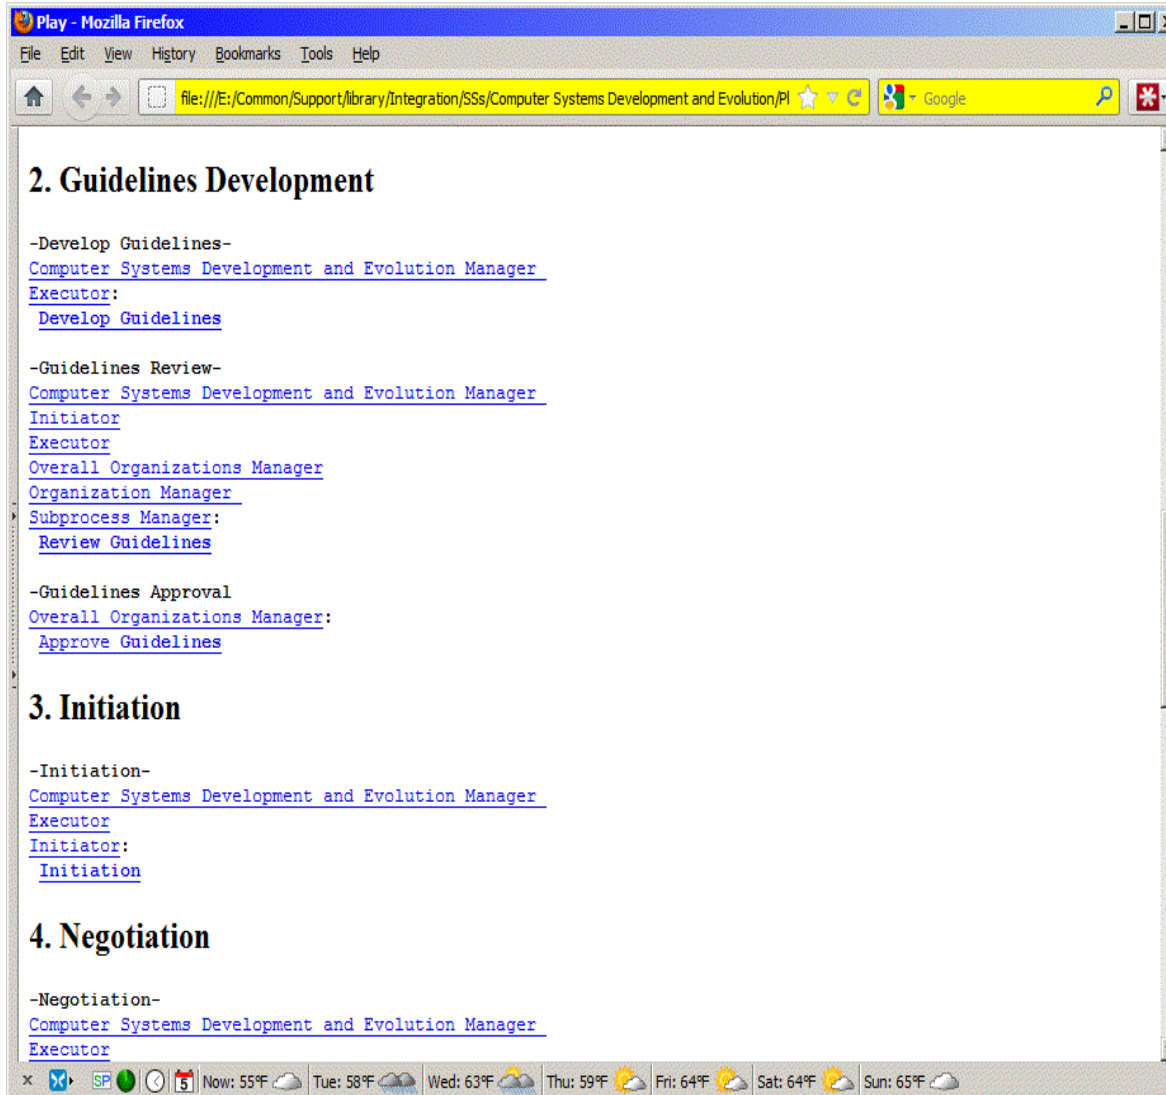 Play - Mozilla Firefox
File Edit View History Bookmarks Tools Help
file:///E:/Common/Support/library/Integration/SSs/Computer Systems Development and Evolution/Pl
Google
2. Guidelines Development
-Develop Guidelines-
Computer Systems Development and Evolution Manager
Executor:
Develop Guidelines
-Guidelines Review-
Computer Systems Development and Evolution Manager
Initiator
Executor
Overall Organizations Manager
Organization Manager
Subprocess Manager:
Review Guidelines
-Guidelines Approval
Overall Organizations Manager:
Approve Guidelines
3. Initiation
-Initiation-
Computer Systems Development and Evolution Manager
Executor
Initiator:
Initiation
4. Negotiation
-Negotiation-
Computer Systems Development and Evolution Manager
Executor
SP 5 Now: 55°F Tue: 58°F Wed: 63°F Thu: 59°F Fri: 64°F Sat: 64°F Sun: 65°F